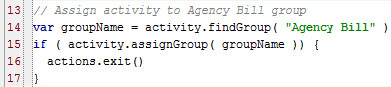 13 // Assign activity to Agency Bill group
14 var groupName = activity.findGroup( "Agency Bill" )
15 if ( activity.assignGroup( groupName )) {
16 actions.exit()
17 }